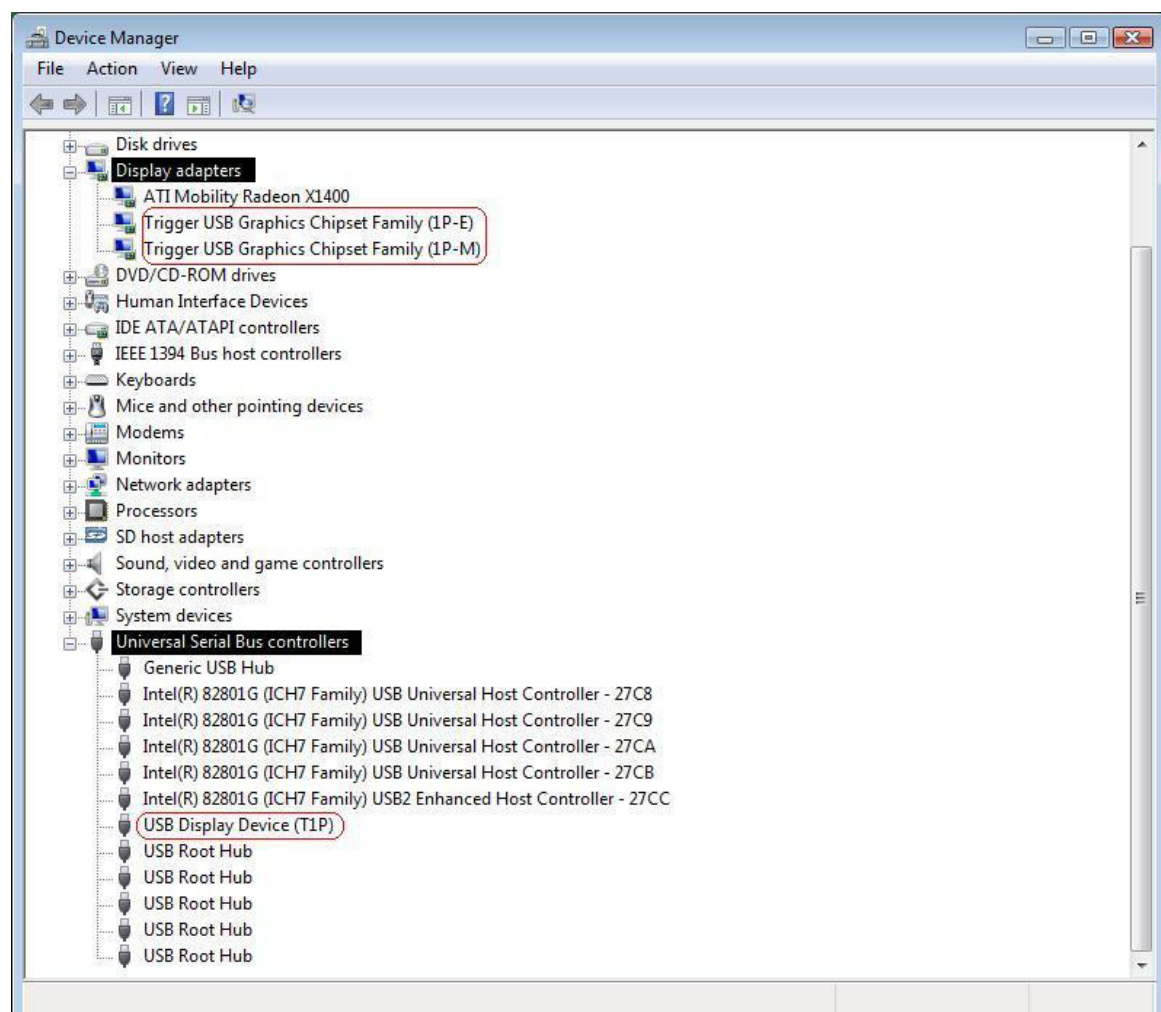 Device Manager
File Action View Help
Disk drives
Display adapters
ATI Mobility Radeon X1400
Trigger USB Graphics Chipset Family (1P-E)
Trigger USB Graphics Chipset Family (1P-M)
DVD/CD-ROM drives
Human Interface Devices
IDE ATA/ATAPI controllers
IEEE 1394 Bus host controllers
Keyboards
Mice and other pointing devices
Modems
Monitors
Network adapters
Processors
SD host adapters
Sound, video and game controllers
Storage controllers
System devices
Universal Serial Bus controllers
Generic USB Hub
Intel(R) 82801G (ICH7 Family) USB Universal Host Controller - 27C8
Intel(R) 82801G (ICH7 Family) USB Universal Host Controller - 27C9
Intel(R) 82801G (ICH7 Family) USB Universal Host Controller - 27CA
Intel(R) 82801G (ICH7 Family) USB Universal Host Controller - 27CB
Intel(R) 82801G (ICH7 Family) USB2 Enhanced Host Controller - 27CC
USB Display Device (T1P)
USB Root Hub
USB Root Hub
USB Root Hub
USB Root Hub
USB Root Hub